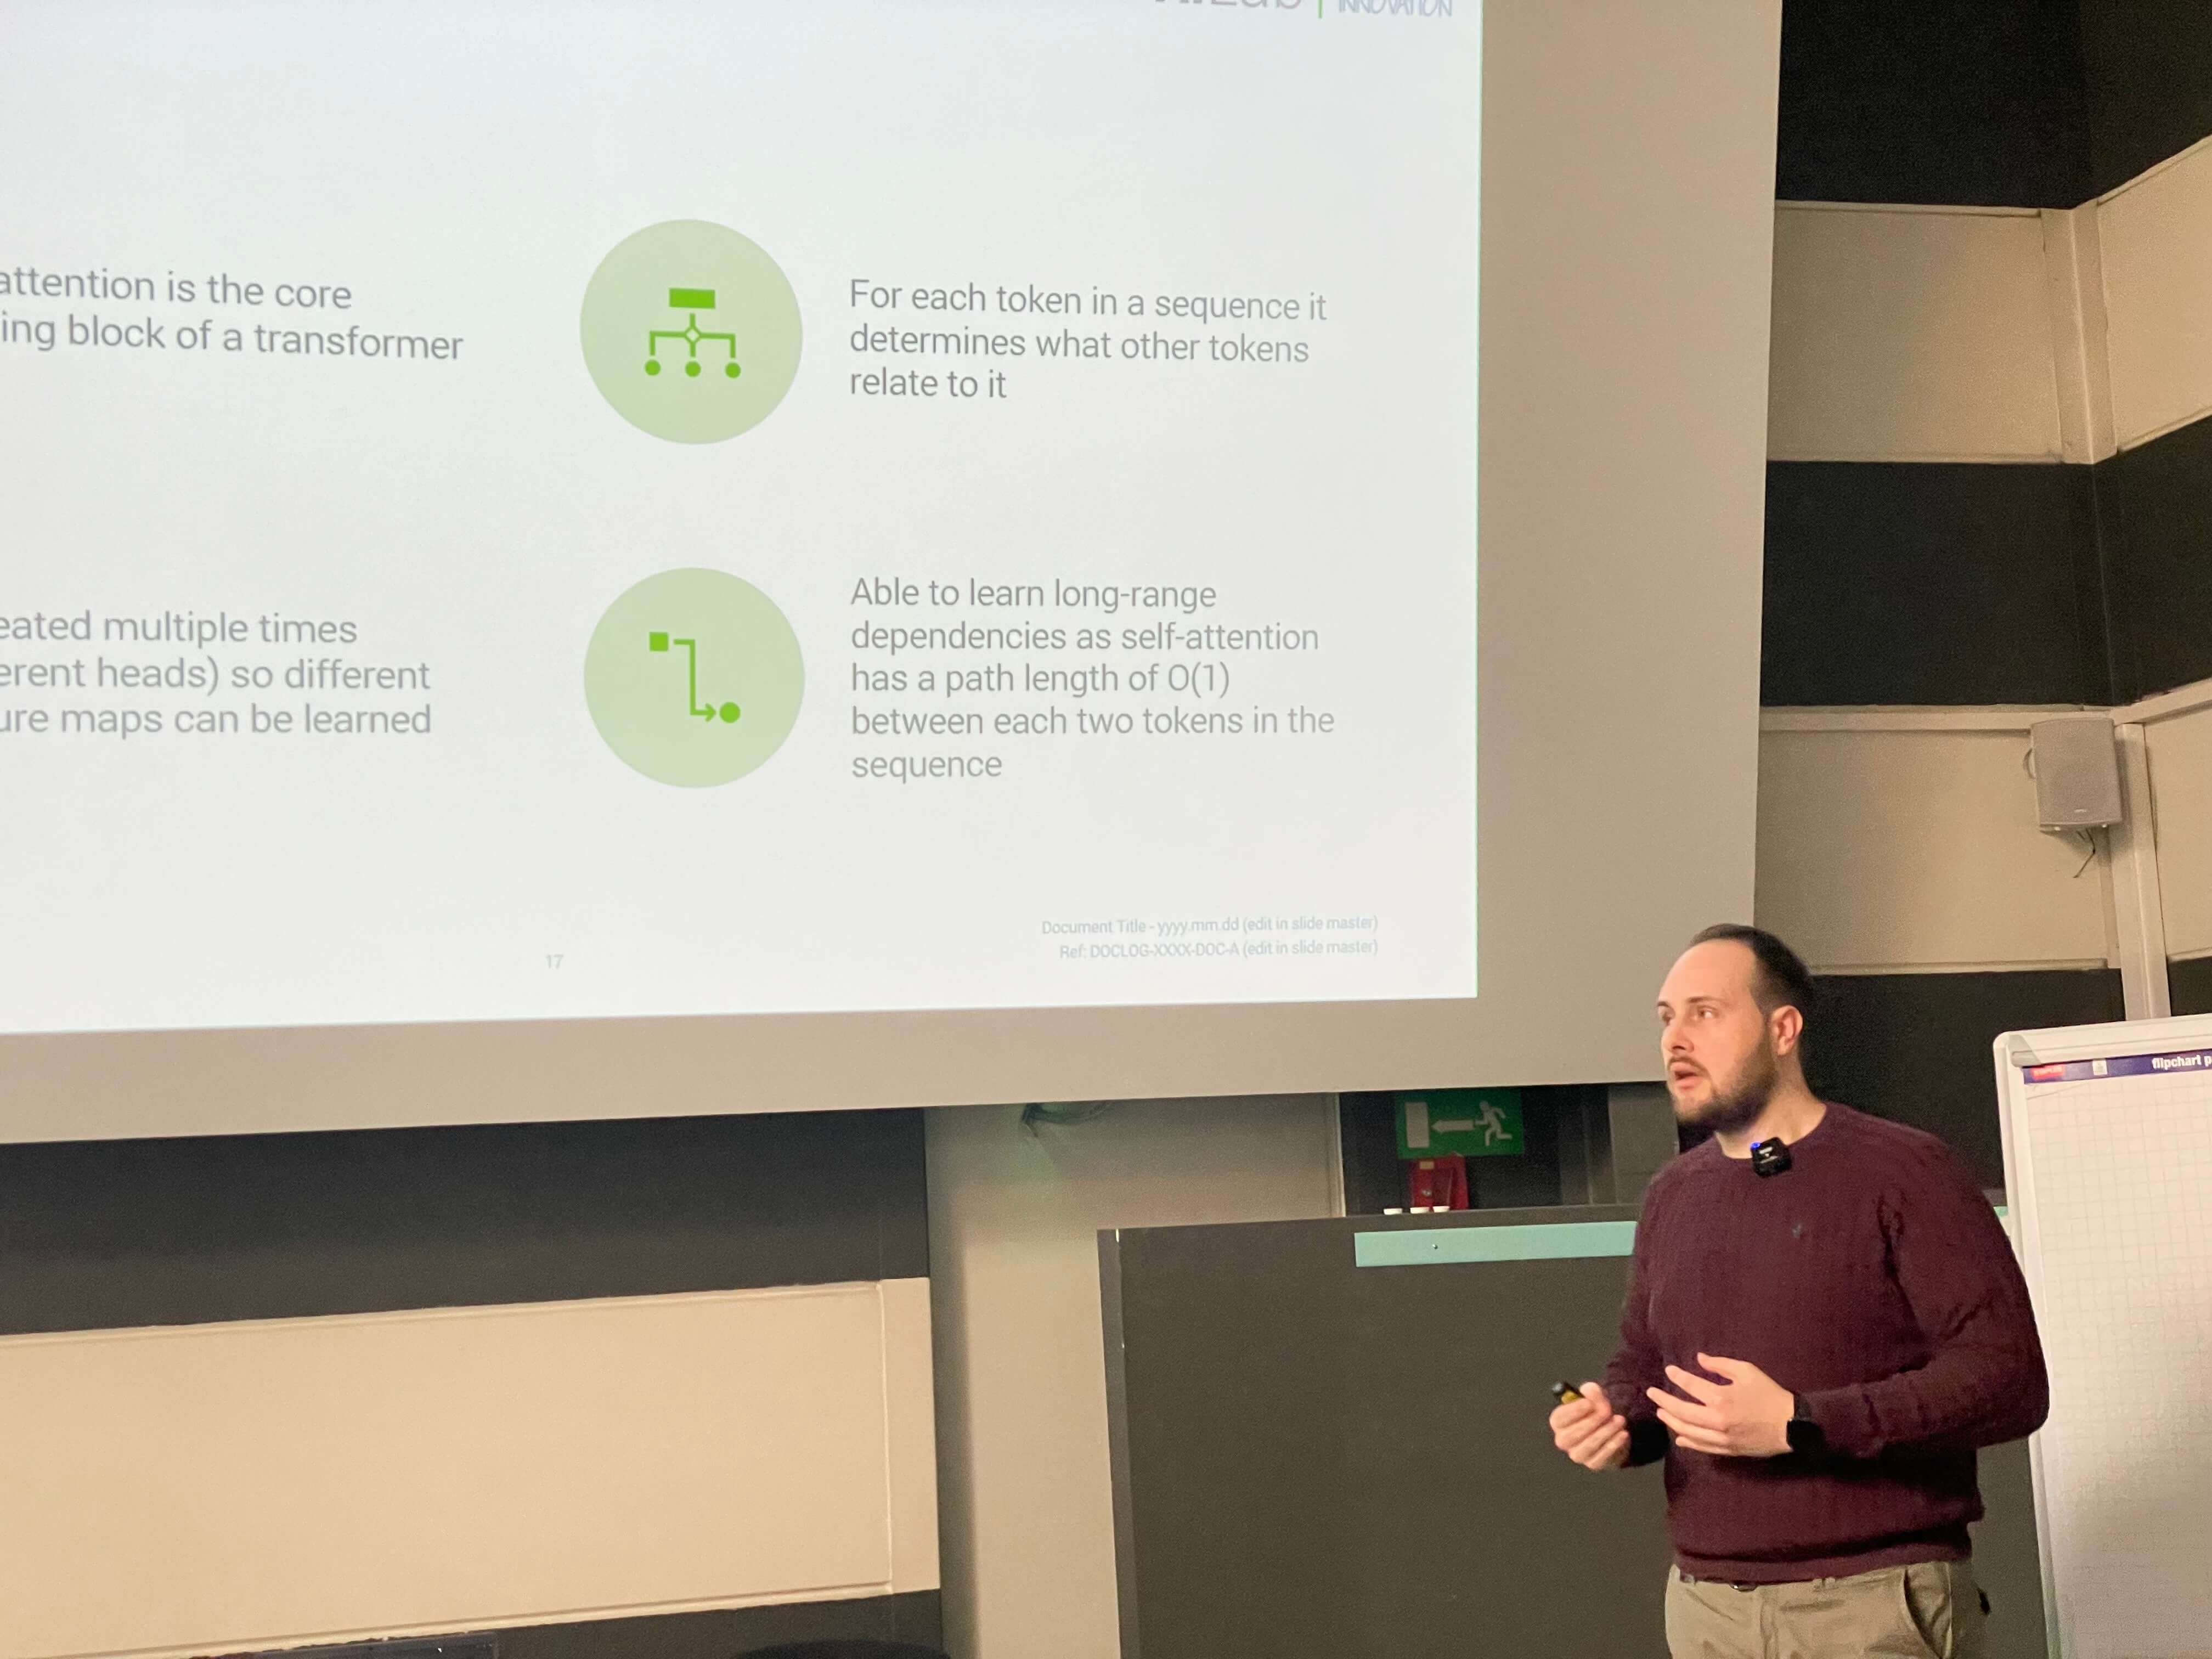 INNOVATION
attention is the core
ing block of a transformer
For each token in a sequence it
determines what other tokens
relate to it
eated multiple times
erent heads) so different
ure maps can be learned
Able to learn long-range
dependencies as self-attention
has a path length of O(1)
between each two tokens in the
sequence
17
Document Title - yyyy.mm.dd (edit in slide master)
Ref: DOCLOG-XXXX-DOC-A (edit in slide master)
flipchart p